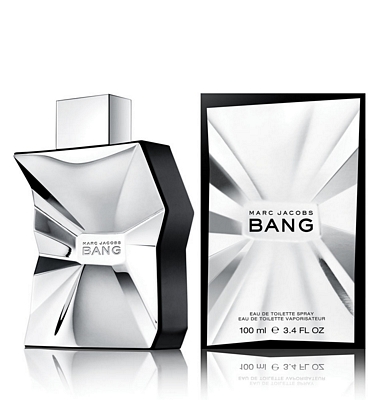 MARC JACOBS
BANG
MARC JACOBS
BANG
EAU DE TOILETTE SPRAY
EAU DE TOILETTE VAPORISATEUR
100 ml ℮ 3.4 FL OZ